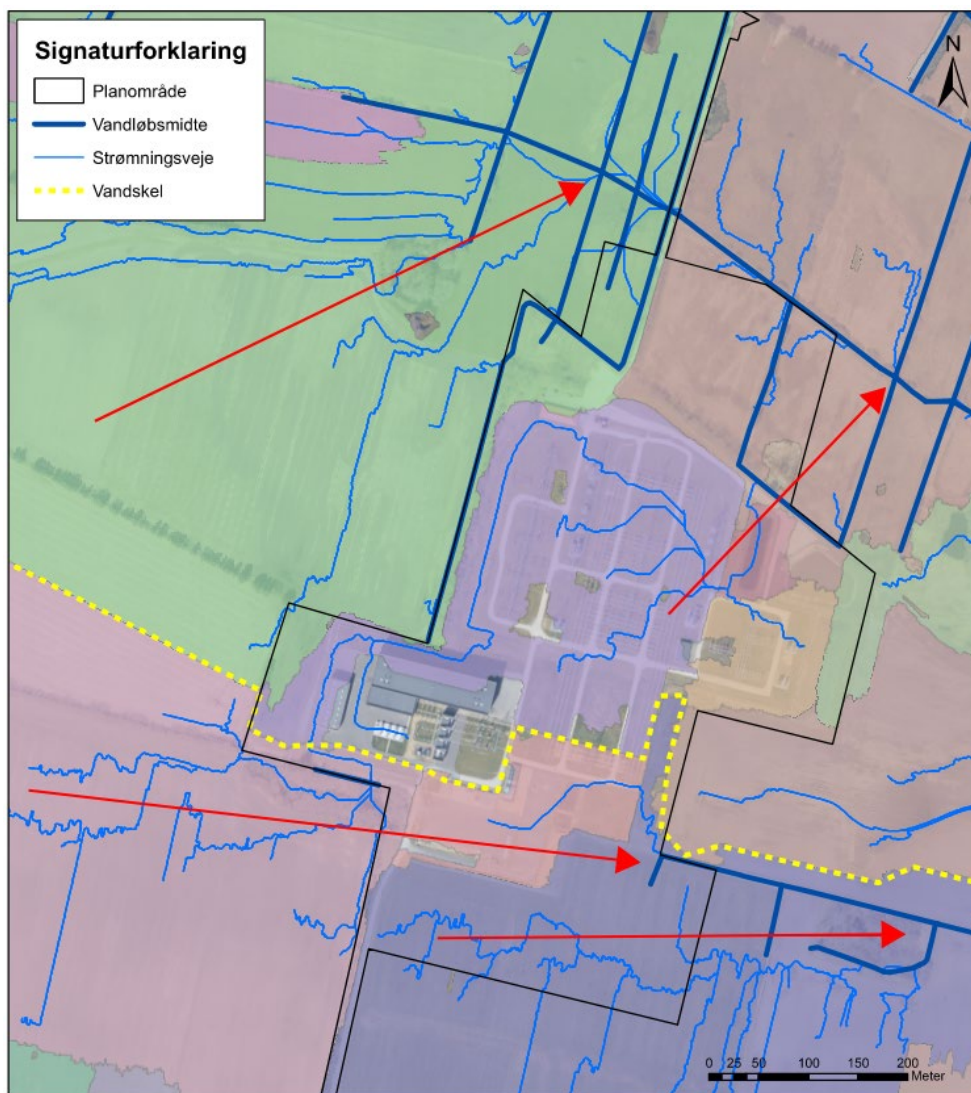 Signaturforklaring
Planområde
Vandløbsmidte
Strømningsveje
Vandskel
N
0 25 50 100 150 200
Meter